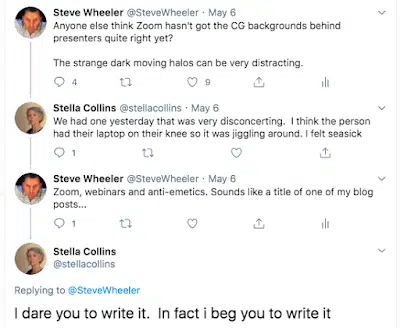 Steve Wheeler @SteveWheeler · May 6
Anyone else think Zoom hasn't got the CG backgrounds behind
presenters quite right yet?
The strange dark moving halos can be very distracting.
4 9
Stella Collins @stellacollins · May 6
We had one yesterday that was very disconcerting. I think the person
had their laptop on their knee so it was jiggling around. I felt seasick
1
Steve Wheeler @SteveWheeler · May 6
Zoom, webinars and anti-emetics. Sounds like a title of one of my blog
posts...
1
Stella Collins
@stellacollins
Replying to @SteveWheeler
I dare you to write it. In fact i beg you to write it